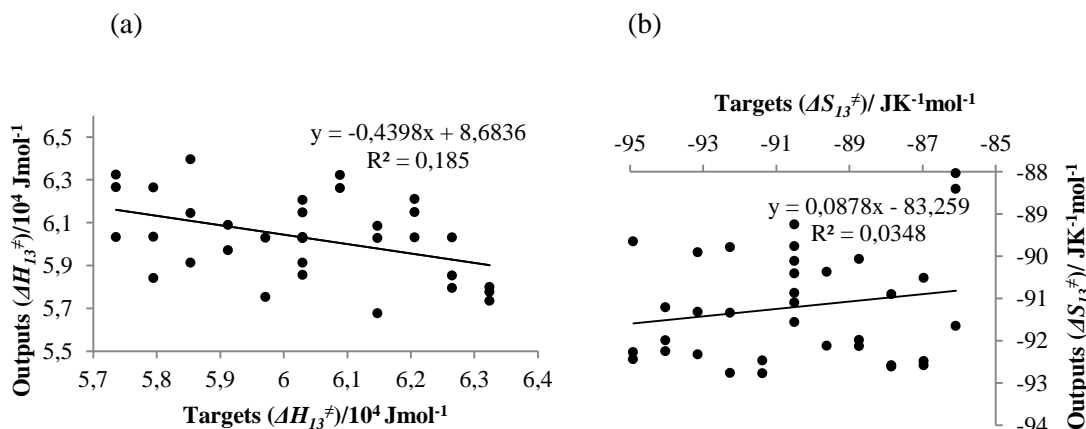 (a)
(b)
y = -0,4398x + 8,6836
R² = 0,185
6,5
6,3
6,1
5,9
5,7
5,5
5,7 5,8 5,9 6 6,1 6,2 6,3 6,4
Outputs (ΔH₁₃≠)/10⁴ Jmol⁻¹
Targets (ΔH₁₃≠)/10⁴ Jmol⁻¹
Targets (ΔS₁₃≠)/ JK⁻¹mol⁻¹
-95 -93 -91 -89 -87 -85
y = 0,0878x - 83,259
R² = 0,0348
-88
-89
-90
-91
-92
-93
-94
Outputs (ΔS₁₃≠)/ JK⁻¹mol⁻¹